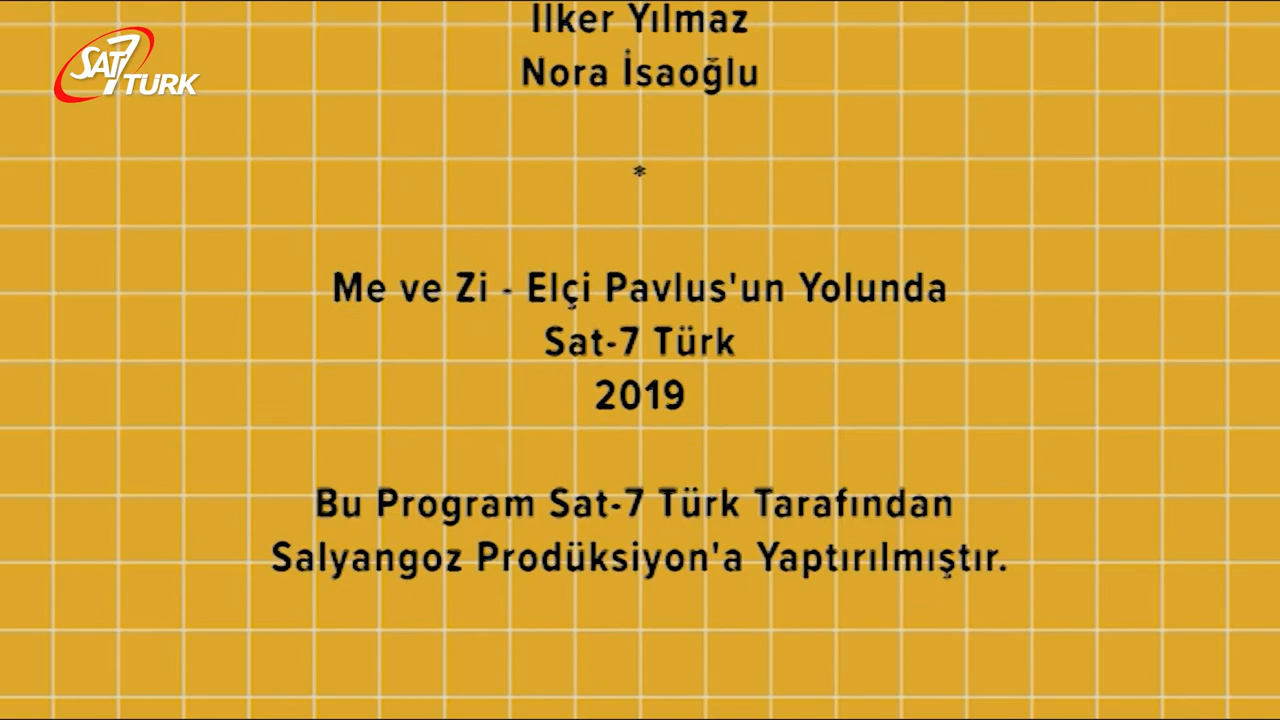 İlker Yılmaz
SAT7
TÜRK
Nora İsaoğlu
*
Me ve Zi - Elçi Pavlus'un Yolunda
Sat-7 Türk
2019
Bu Program Sat-7 Türk Tarafından
Salyangoz Prodüksiyon'a Yaptırılmıştır.